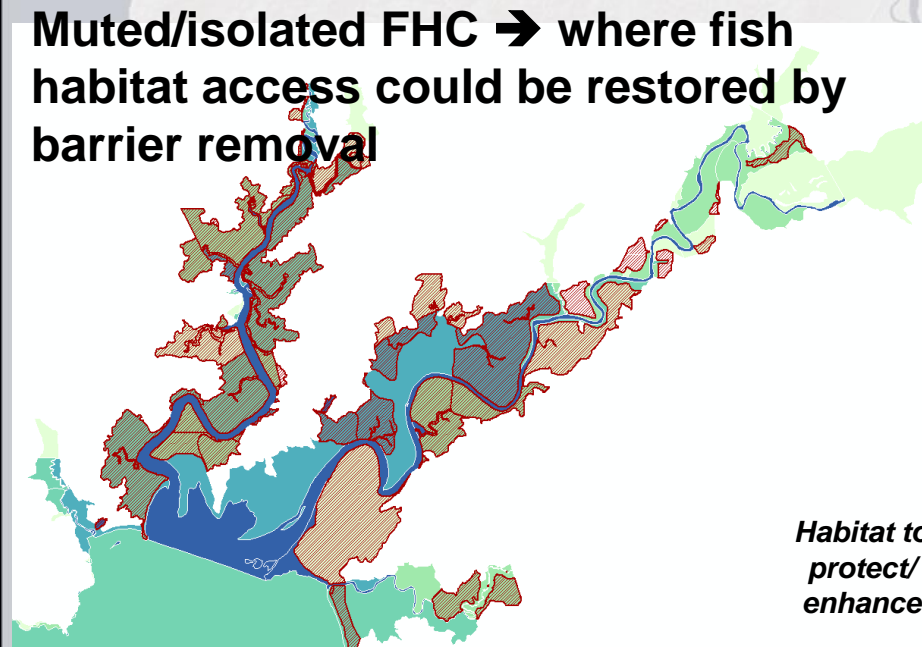 Muted/isolated FHC ➔ where fish
habitat access could be restored by
barrier removal
Habitat to
protect/
enhance